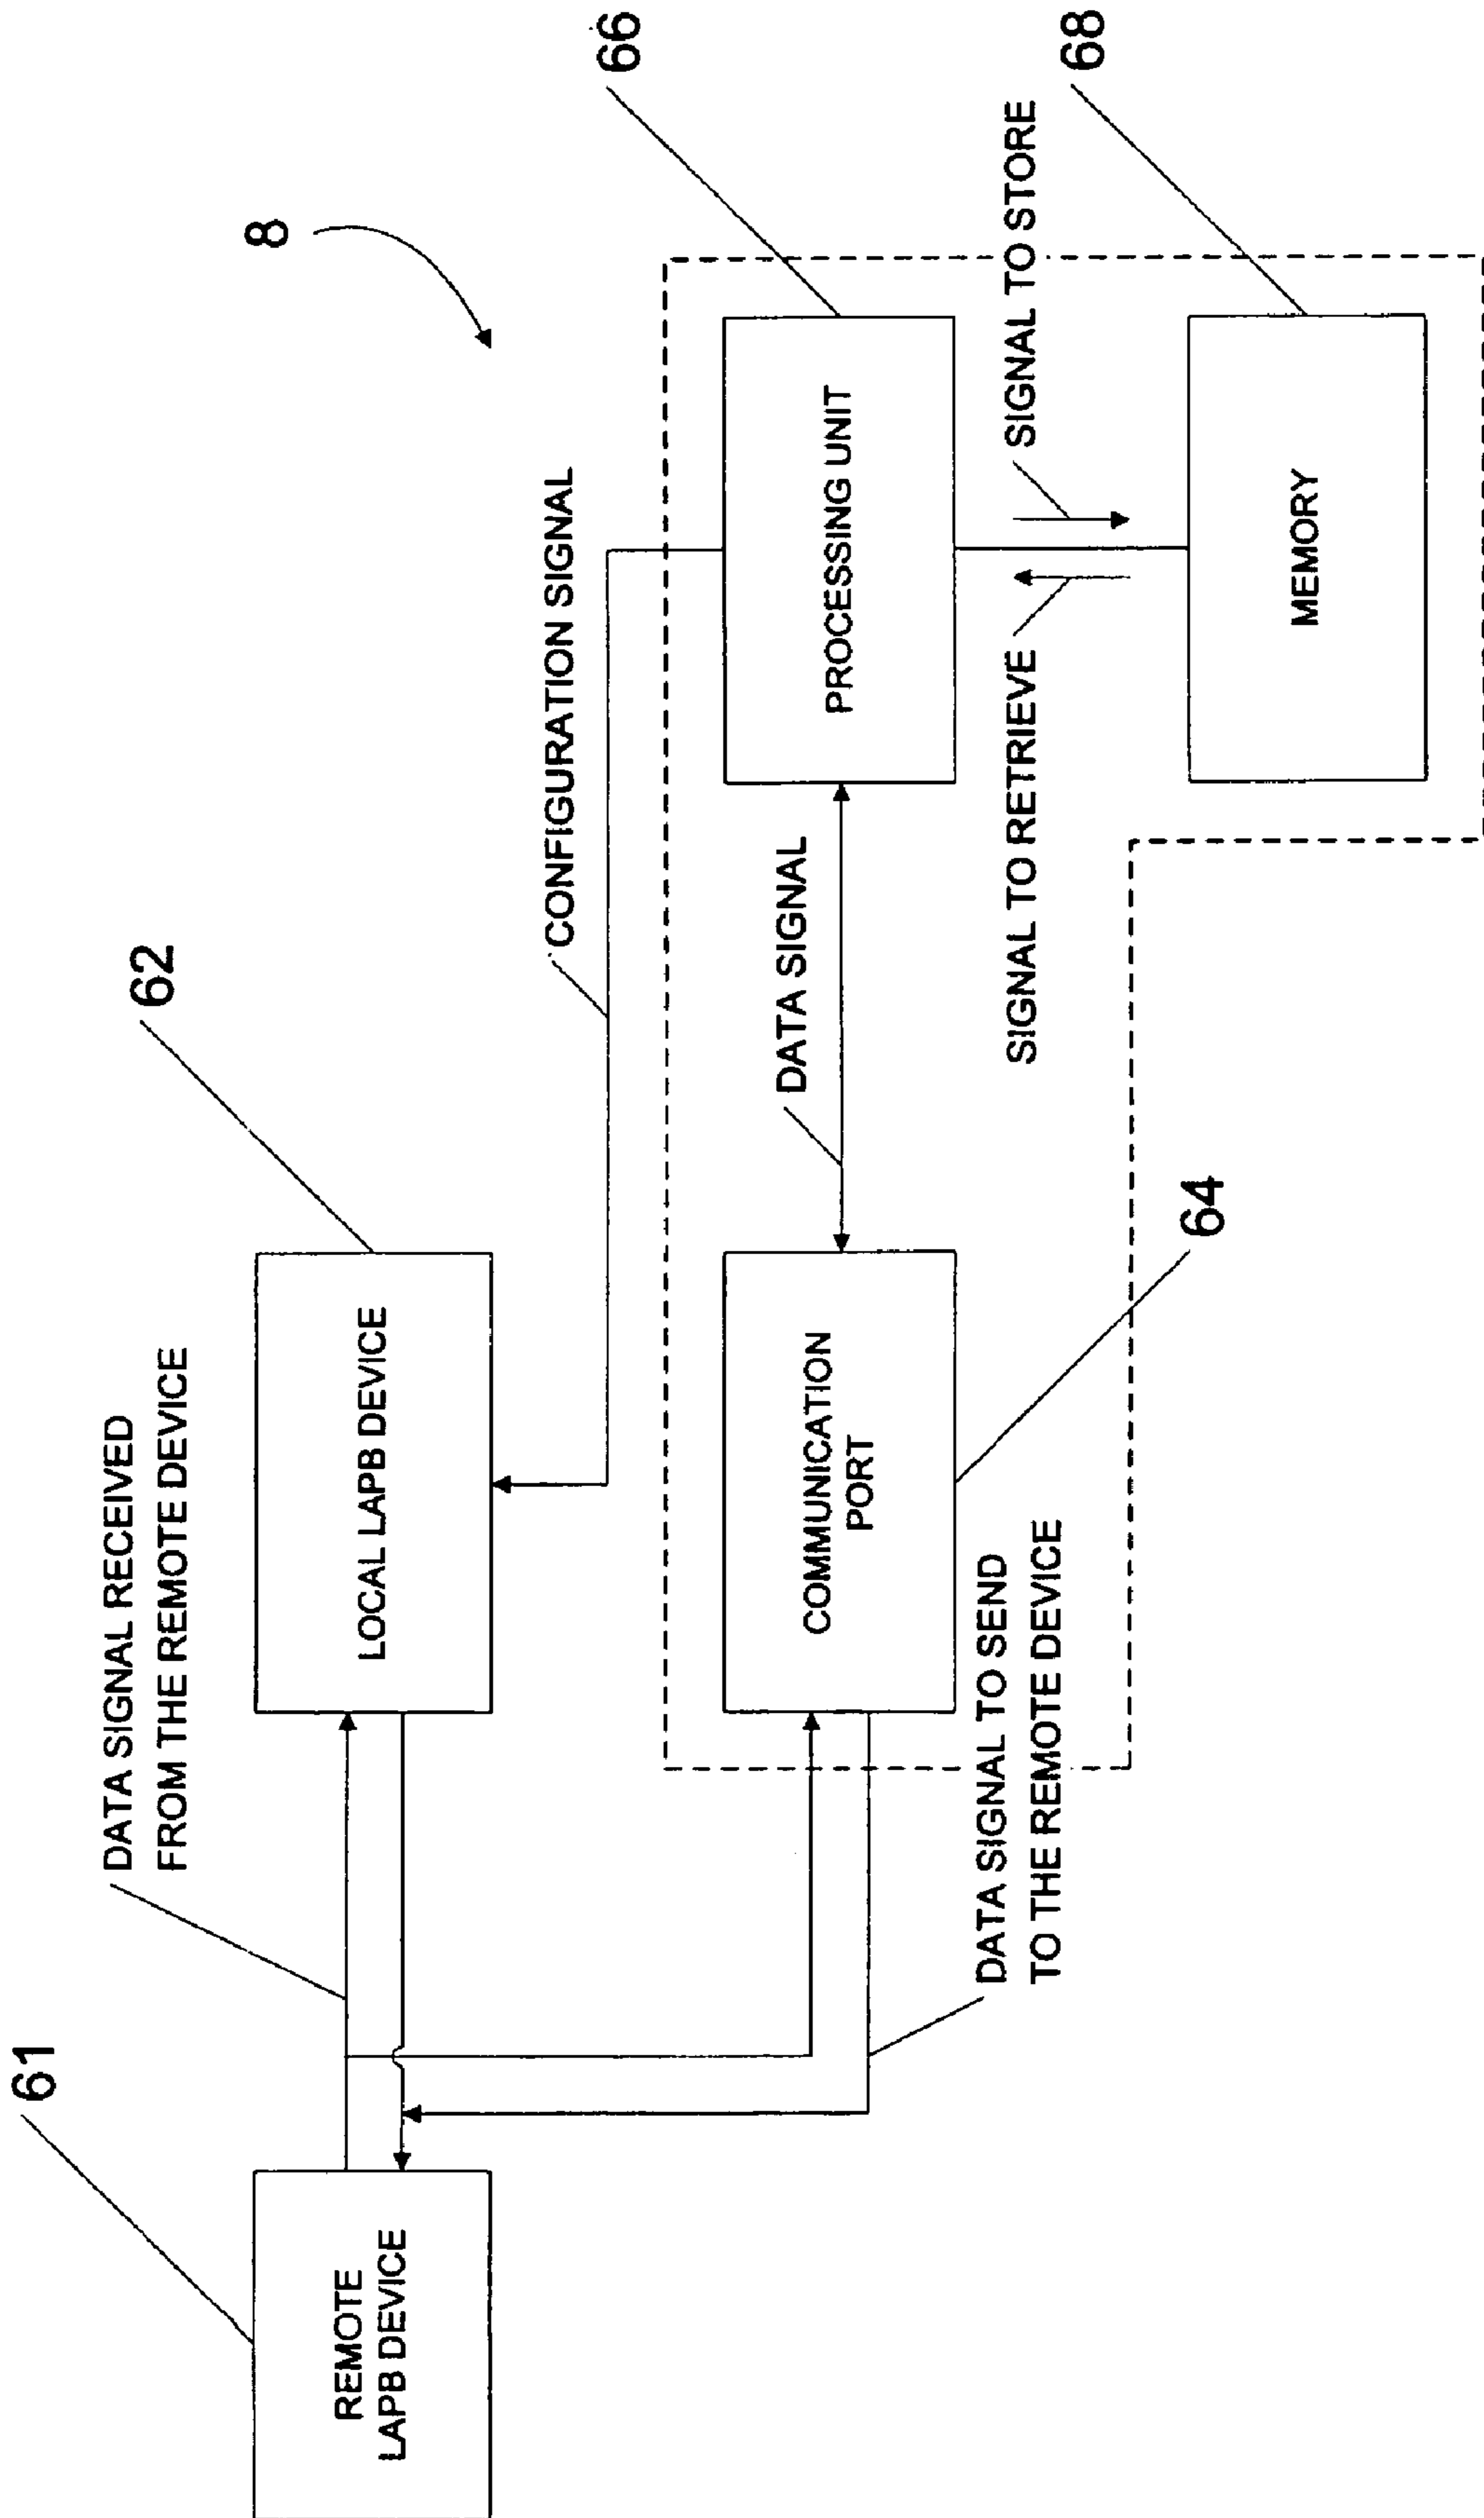 61
REMOTE
LAPB DEVICE
DATA SIGNAL RECEIVED
FROM THE REMOTE DEVICE
62
LOCAL LAPB DEVICE
8
CONFIGURATION SIGNAL
66
COMMUNICATION
PORT
DATA SIGNAL
PROCESSING UNIT
DATA SIGNAL TO SEND
TO THE REMOTE DEVICE
64
SIGNAL TO RETRIEVE
SIGNAL TO STORE
68
MEMORY